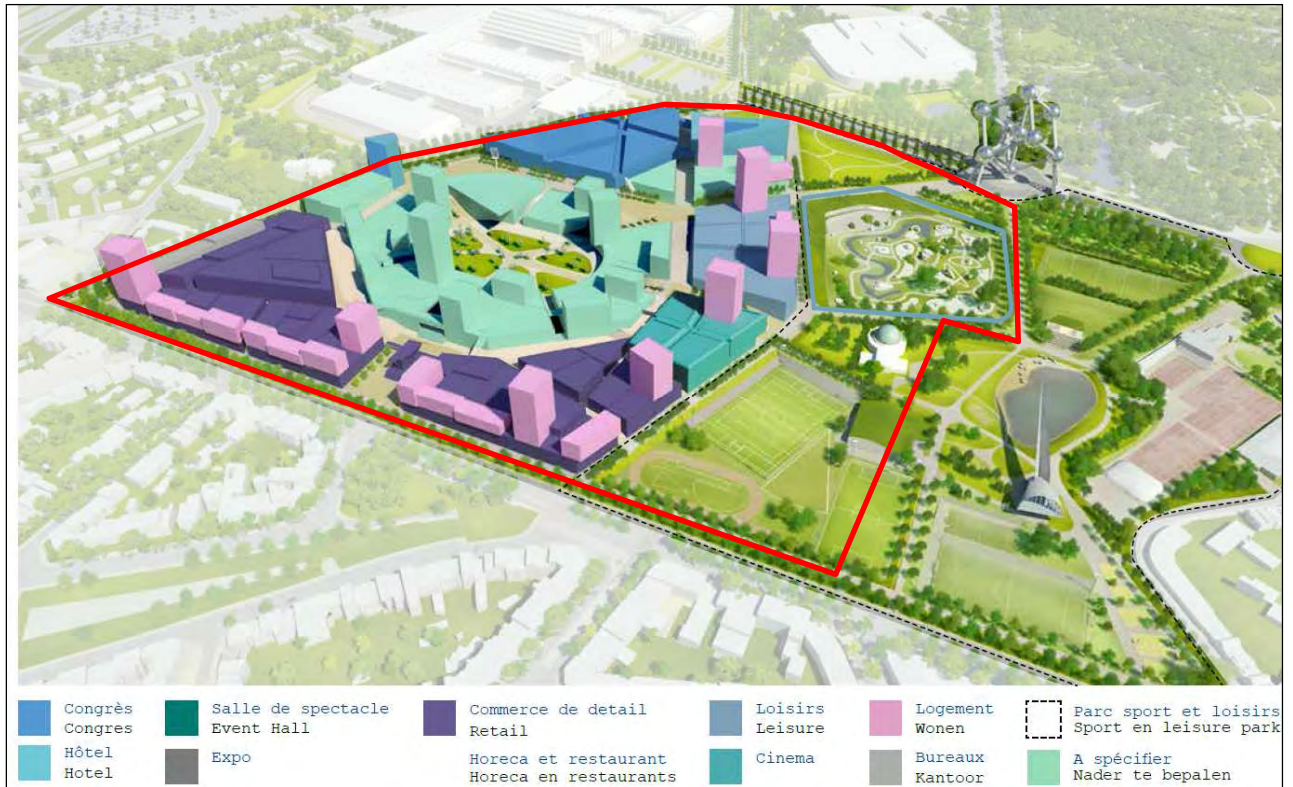 Congrès
Congres
Hôtel
Hotel
Salle de spectacle
Event Hall
Expo
Commerce de detail
Retail
Horeca et restaurant
Horeca en restaurants
Loisirs
Leisure
Cinema
Logement
Wonen
Bureaux
Kantoor
Parc sport et loisirs
Sport en leisure park
A spécifier
Nader te bepalen